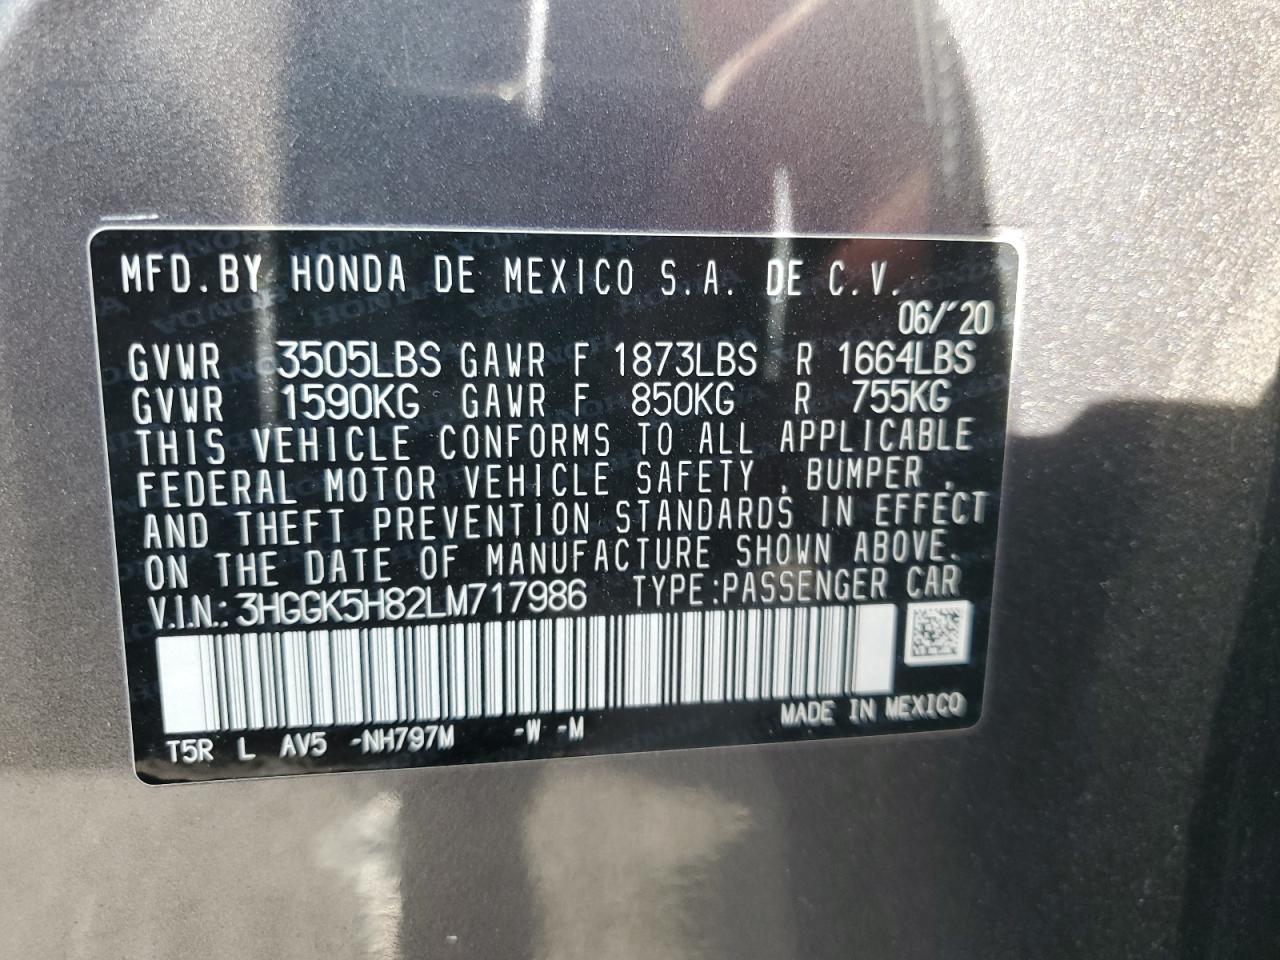 MFD.BY HONDA DE MEXICO S.A. DE C.V.
06/'20
GVWR 3505LBS GAWR F 1873LBS R 1664LBS
GVWR 1590KG GAWR F 850KG R 755KG
THIS VEHICLE CONFORMS TO ALL APPLICABLE
FEDERAL MOTOR VEHICLE SAFETY , BUMPER ,
AND THEFT PREVENTION STANDARDS IN EFFECT
ON THE DATE OF MANUFACTURE SHOWN ABOVE.
V.I.N.: 3HGGK5H82LM717986 TYPE:PASSENGER CAR
MADE IN MEXICO
T5R L AV5 -NH797M -W -M